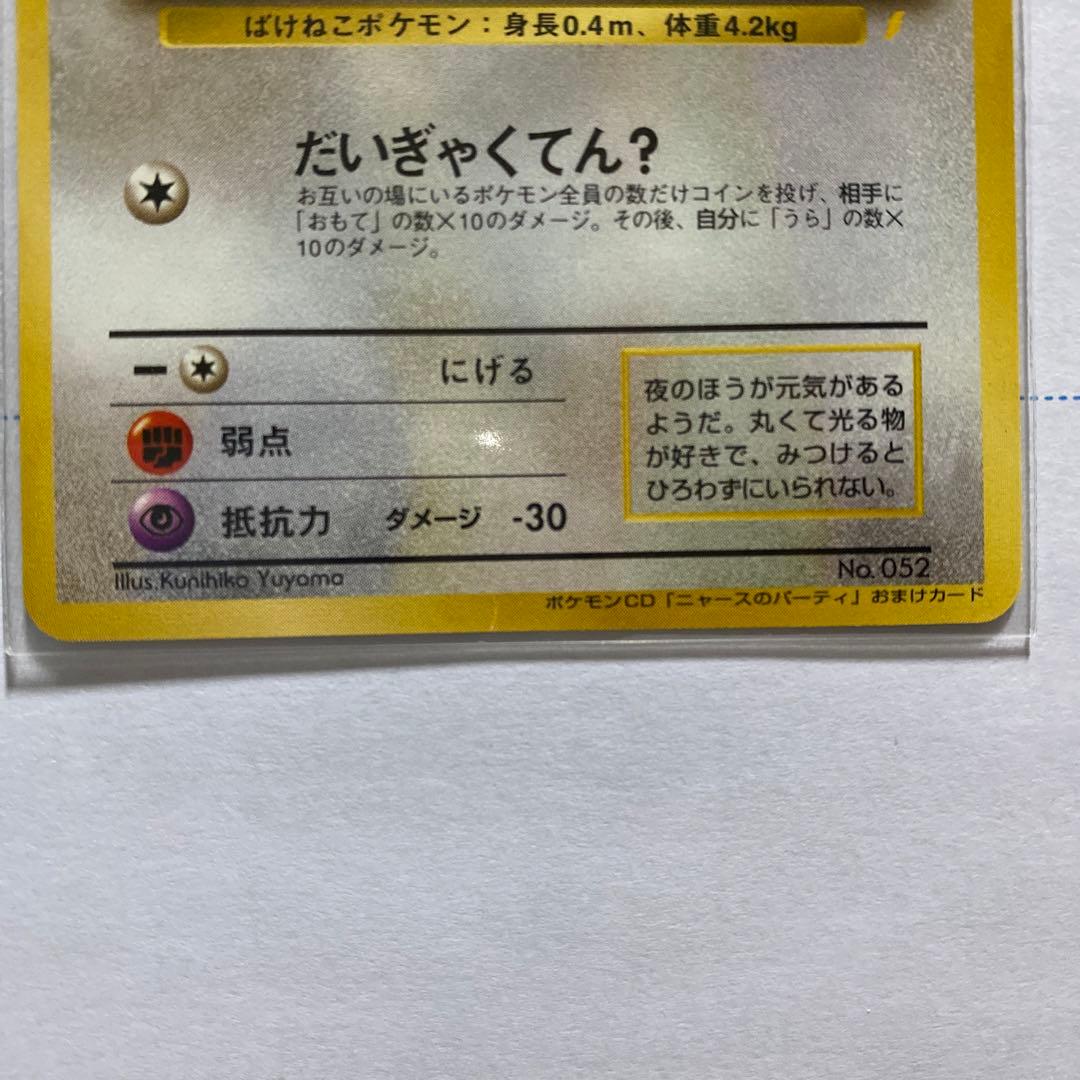 ばけねこポケモン：身長0.4m、体重4.2kg
だいぎゃくてん？
お互いの場にいるポケモン全員の数だけコインを投げ、相手に
「おもて」の数×10のダメージ。その後、自分に「うら」の数×
10のダメージ。
にげる
弱点
抵抗力 ダメージ -30
夜のほうが元気がある
ようだ。丸くて光る物
が好きで、みつけると
ひろわずにいられない。
Illus.Kunihiko Yuyama
No.052
ポケモンCD「ニャースのパーティ」おまけカード